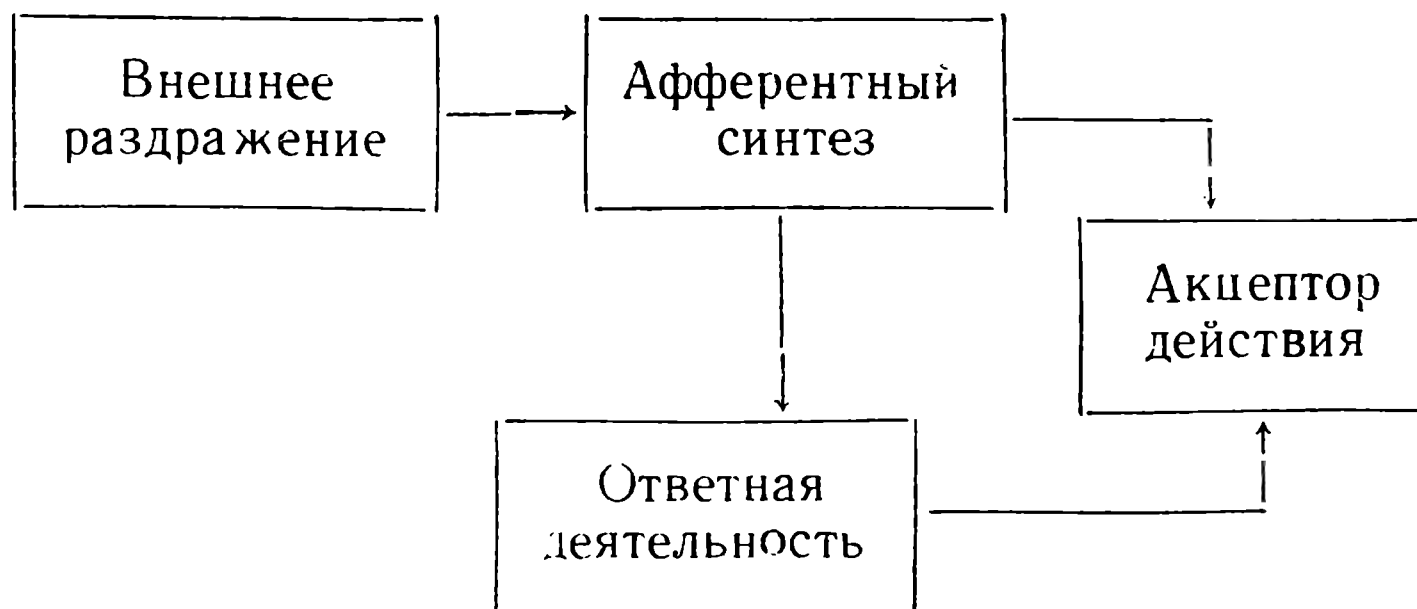 Внешнее
раздражение
Афферентный
синтез
Акцептор
действия
Ответная
деятельность